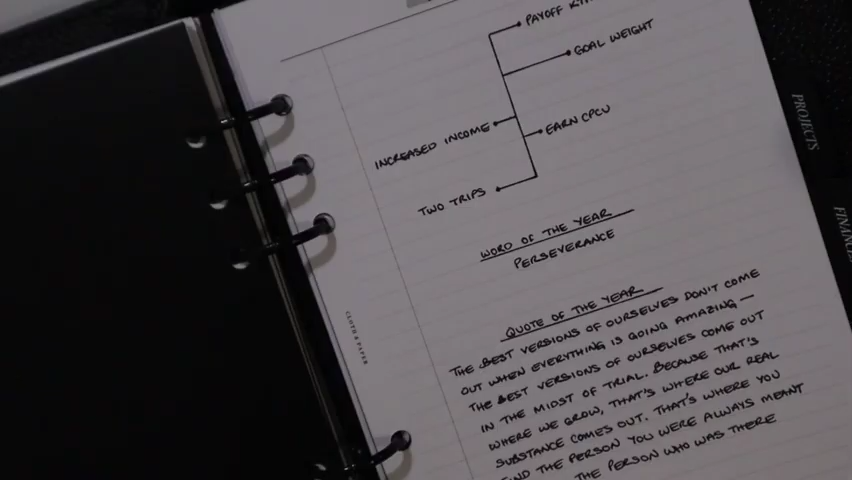 PAYOFF
GOAL WEIGHT
INCREASED INCOME
EARN CPCU
TWO TRIPS
WORD OF THE YEAR
PERSEVERANCE
QUOTE OF THE YEAR
THE BEST VERSIONS OF OURSELVES DON'T COME
OUT WHEN EVERYTHING IS GOING AMAZING —
THE BEST VERSIONS OF OURSELVES COME OUT
IN THE MIDST OF TRIAL. BECAUSE THAT'S
WHERE WE GROW, THAT'S WHERE OUR REAL
SUBSTANCE COMES OUT. THAT'S WHERE YOU
FIND THE PERSON YOU WERE ALWAYS MEANT
THE PERSON WHO WAS THERE
CLOTH & PAPER
PROJECTS
FINANCE